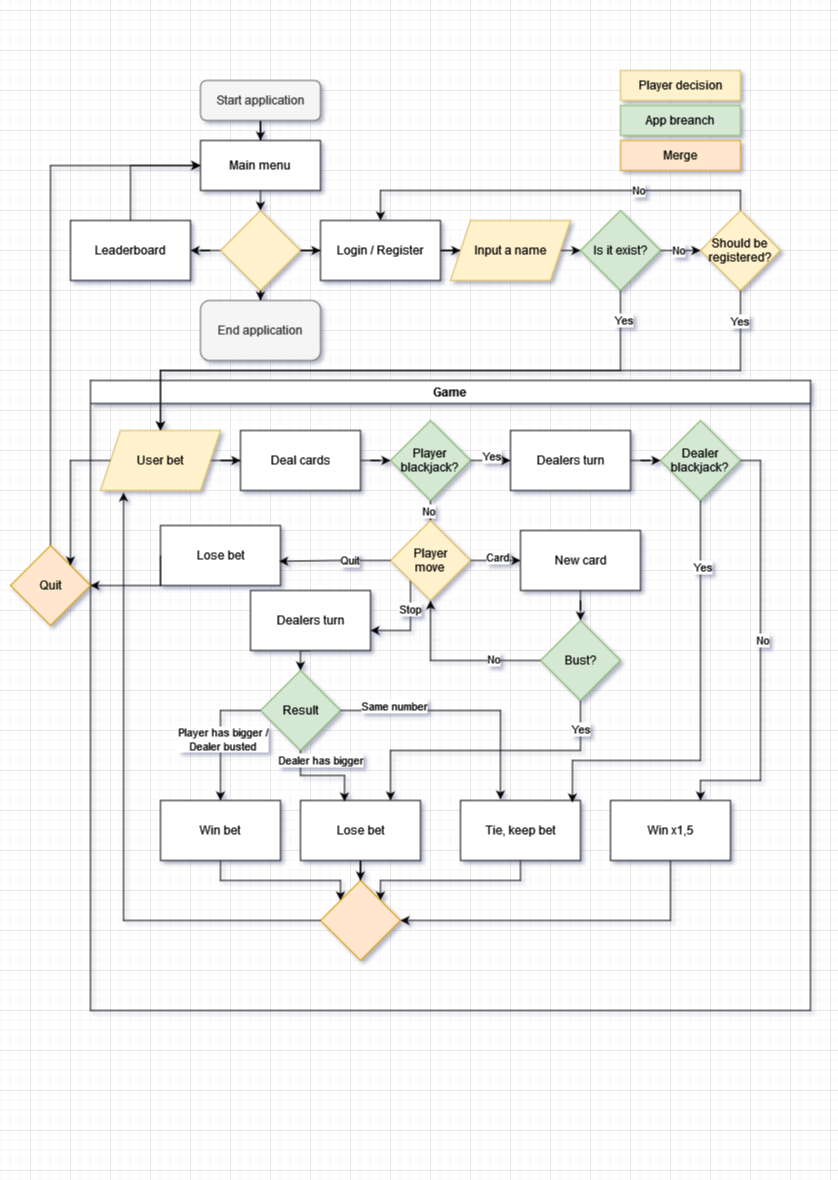 Player decision
Start application
App breanch
Main menu
Merge
No
Leaderboard
Login / Register
Input a name
Is it exist?
No
Should be
registered?
End application
Yes
Yes
Game
User bet
Deal cards
Player
blackjack?
Yes
Dealers turn
Dealer
blackjack?
No
Lose bet
Quit
Player
move
Card
New card
Yes
Quit
Stop
Dealers turn
No
No
Bust?
Result
Same number
Yes
Player has bigger /
Dealer busted
Dealer has bigger
Win bet
Lose bet
Tie, keep bet
Win x1,5